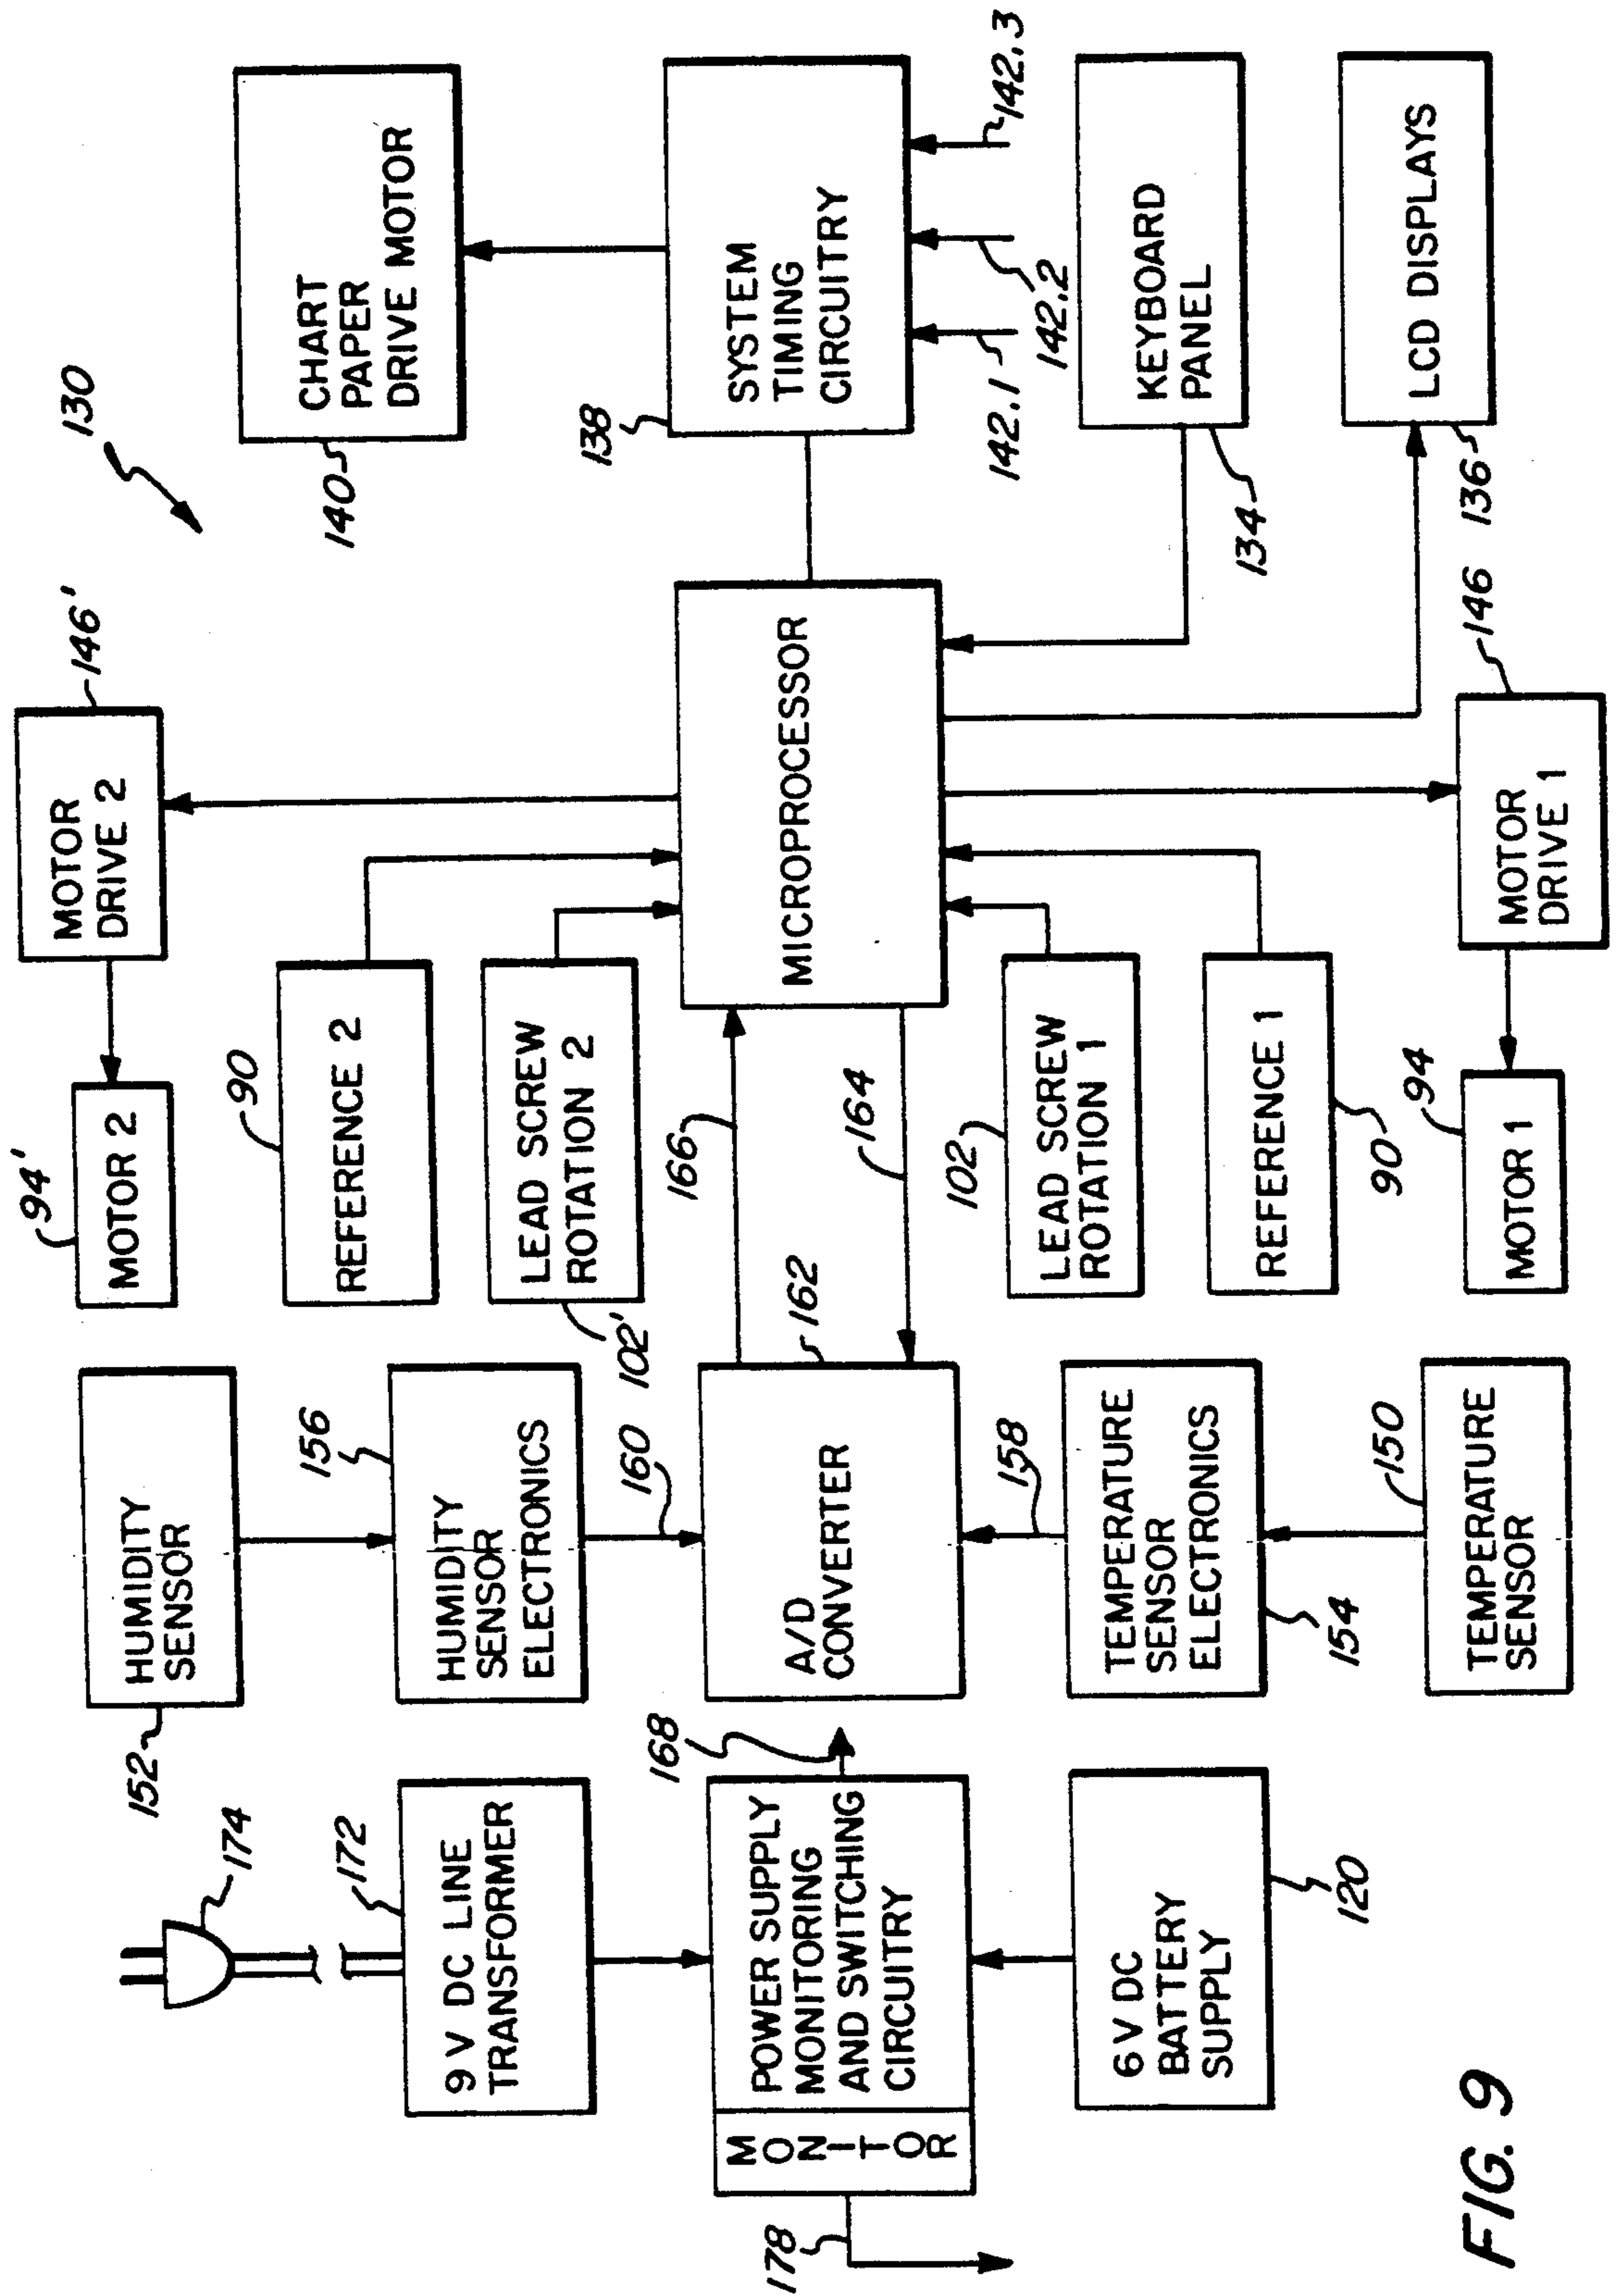 130
174
172
9V DC LINE
TRANSFORMER
178
M
O
N
I
T
O
R
POWER SUPPLY
MONITORING
AND SWITCHING
CIRCUITRY
168
6V DC
BATTERY
SUPPLY
120
152
HUMIDITY
SENSOR
156
HUMIDITY
SENSOR
ELECTRONICS
160
162
A/D
CONVERTER
158
TEMPERATURE
SENSOR
ELECTRONICS
154
150
TEMPERATURE
SENSOR
166
164
94'
MOTOR 2
146'
MOTOR
DRIVE 2
90
REFERENCE 2
102'
LEAD SCREW
ROTATION 2
MICROPROCESSOR
102
LEAD SCREW
ROTATION 1
REFERENCE 1
90
94
MOTOR 1
146
MOTOR
DRIVE 1
140
CHART
PAPER
DRIVE MOTOR
138
SYSTEM
TIMING
CIRCUITRY
142.1
142.2
142.3
KEYBOARD
PANEL
134
LCD DISPLAYS
136
FIG. 9